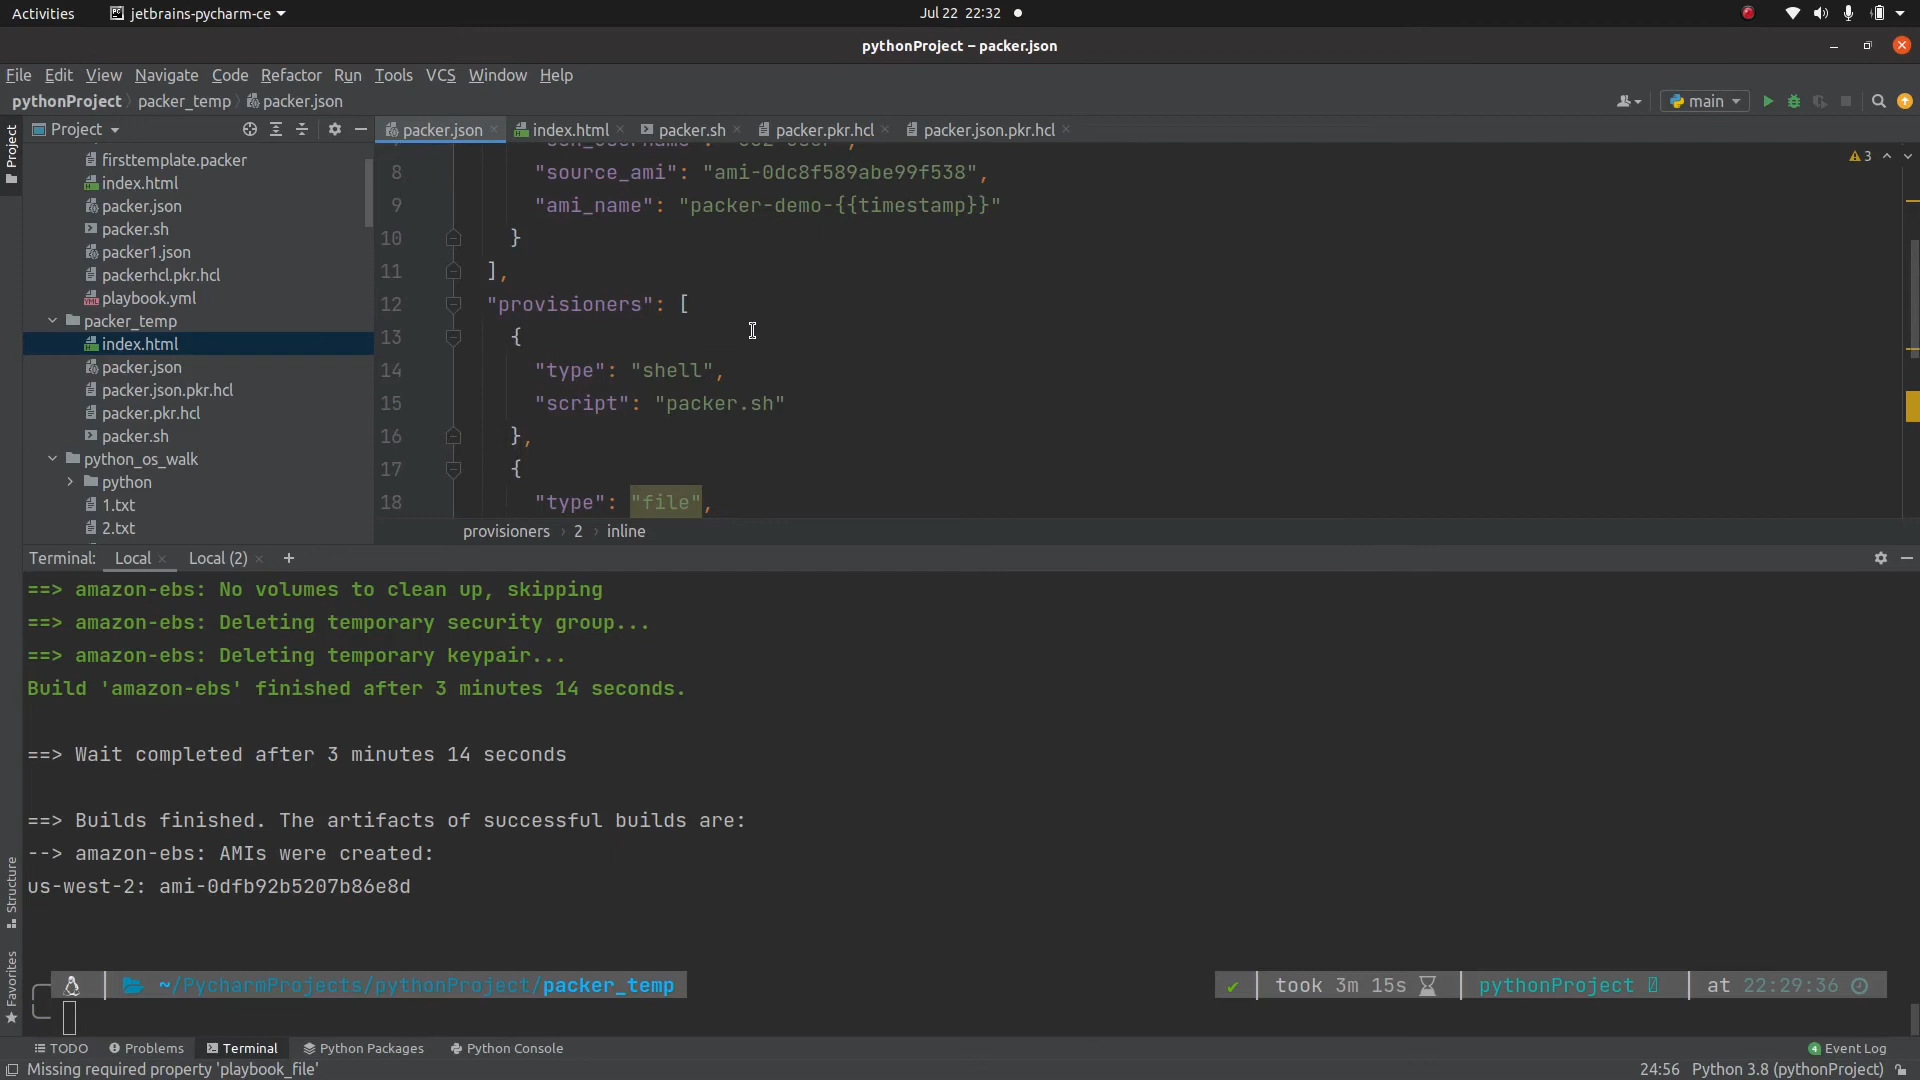 Activities
jetbrains-pycharm-ce
Jul 22 22:32
pythonProject – packer.json
File Edit View Navigate Code Refactor Run Tools VCS Window Help
pythonProject packer_temp packer.json
main
Project
Project
packer.json
index.html
packer.sh
packer.pkr.hcl
packer.json.pkr.hcl
firsttemplate.packer
index.html
packer.json
packer.sh
packer1.json
packerhcl.pkr.hcl
playbook.yml
packer_temp
index.html
packer.json
packer.json.pkr.hcl
packer.pkr.hcl
packer.sh
python_os_walk
python
1.txt
2.txt
3
8 "source_ami": "ami-0dc8f589abe99f538",
9 "ami_name": "packer-demo-{{timestamp}}"
10 }
11 ],
12 "provisioners": [
13 {
14 "type": "shell",
15 "script": "packer.sh"
16 },
17 {
18 "type": "file",
provisioners 2 inline
Terminal: Local Local (2) +
==> amazon-ebs: No volumes to clean up, skipping
==> amazon-ebs: Deleting temporary security group...
==> amazon-ebs: Deleting temporary keypair...
Build 'amazon-ebs' finished after 3 minutes 14 seconds.
==> Wait completed after 3 minutes 14 seconds
==> Builds finished. The artifacts of successful builds are:
--> amazon-ebs: AMIs were created:
us-west-2: ami-0dfb92b5207b86e8d
~/PycharmProjects/pythonProject/packer_temp
took 3m 15s
pythonProject
at 22:29:36
Structure
Favorites
TODO Problems Terminal Python Packages Python Console
4 Event Log
Missing required property 'playbook_file'
24:56 Python 3.8 (pythonProject)